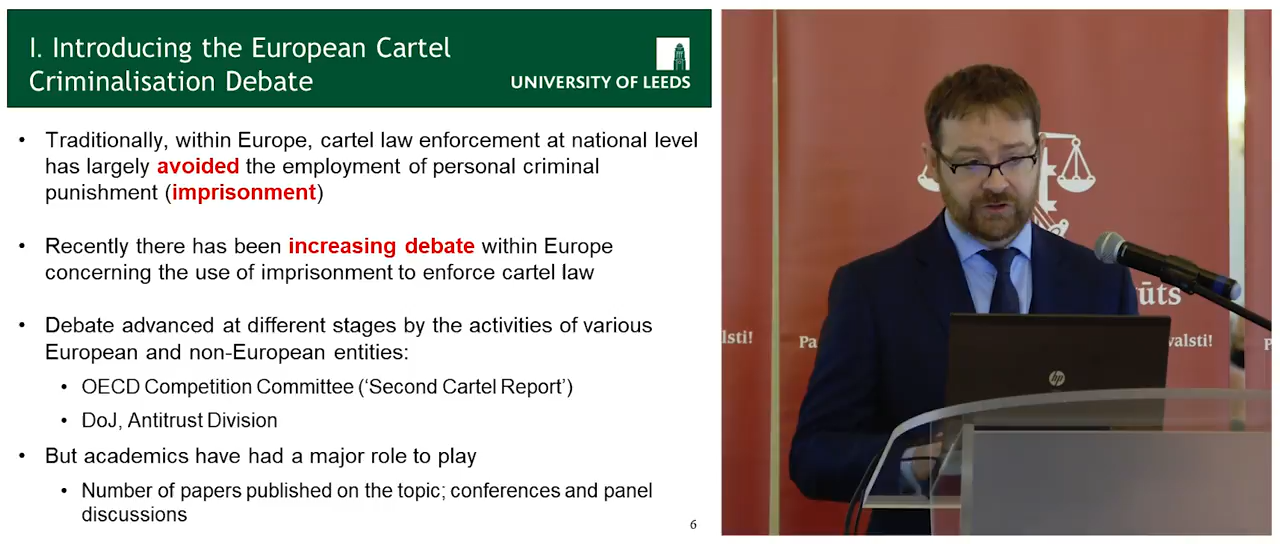 I. Introducing the European Cartel
Criminalisation Debate
UNIVERSITY OF LEEDS
• Traditionally, within Europe, cartel law enforcement at national level
has largely avoided the employment of personal criminal
punishment (imprisonment)
• Recently there has been increasing debate within Europe
concerning the use of imprisonment to enforce cartel law
• Debate advanced at different stages by the activities of various
European and non-European entities:
• OECD Competition Committee (‘Second Cartel Report’)
• DoJ, Antitrust Division
• But academics have had a major role to play
• Number of papers published on the topic; conferences and panel
discussions
6
ūts
lsti!
Pa
valsti!
P
hp